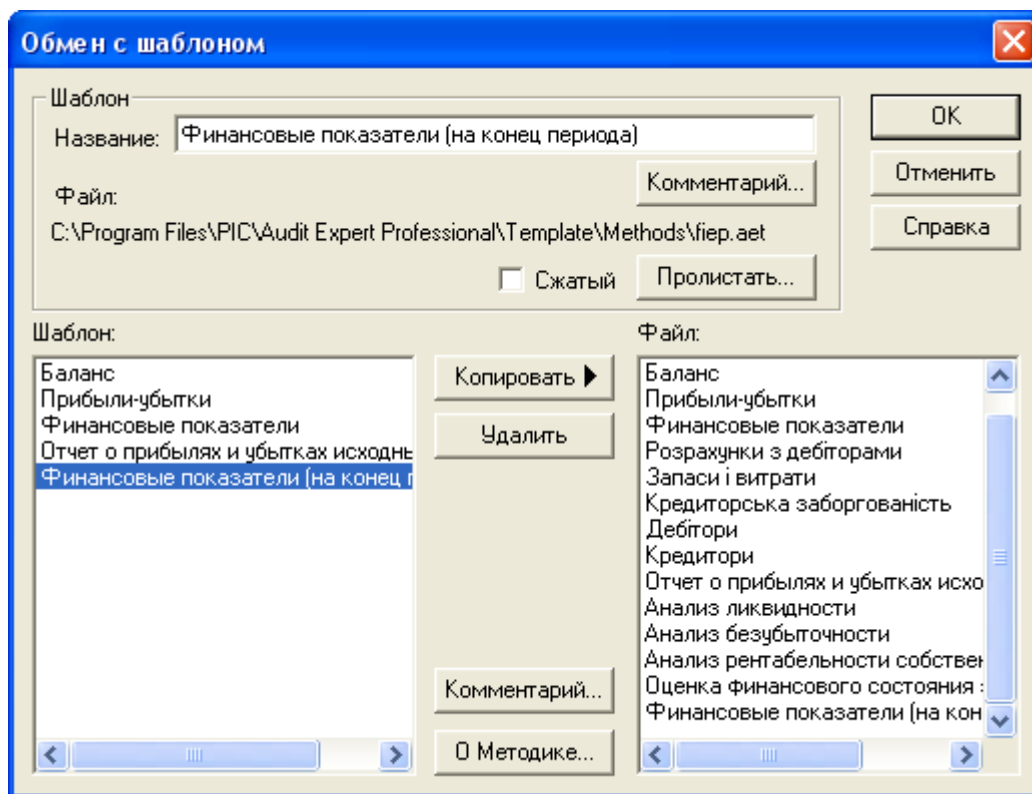 Обмен с шаблоном
Шаблон
Название: Финансовые показатели (на конец периода)
OK
Комментарий...
Отменить
Файл:
C:\Program Files\PIC\Audit Expert Professional\Template\Methods\fiep.aet
Справка
Сжатый
Пролистать...
Шаблон:
Баланс
Прибыли-убытки
Финансовые показатели
Отчет о прибылях и убытках исходны
Финансовые показатели (на конец п
Копировать
Удалить
Комментарий...
О Методике...
Файл:
Баланс
Прибыли-убытки
Финансовые показатели
Розрахунки з дебіторами
Запаси і витрати
Кредиторська заборгованість
Дебітори
Кредитори
Отчет о прибылях и убытках исхо
Анализ ликвидности
Анализ безубыточности
Анализ рентабельности собствен
Оценка финансового состояния
Финансовые показатели (на кон